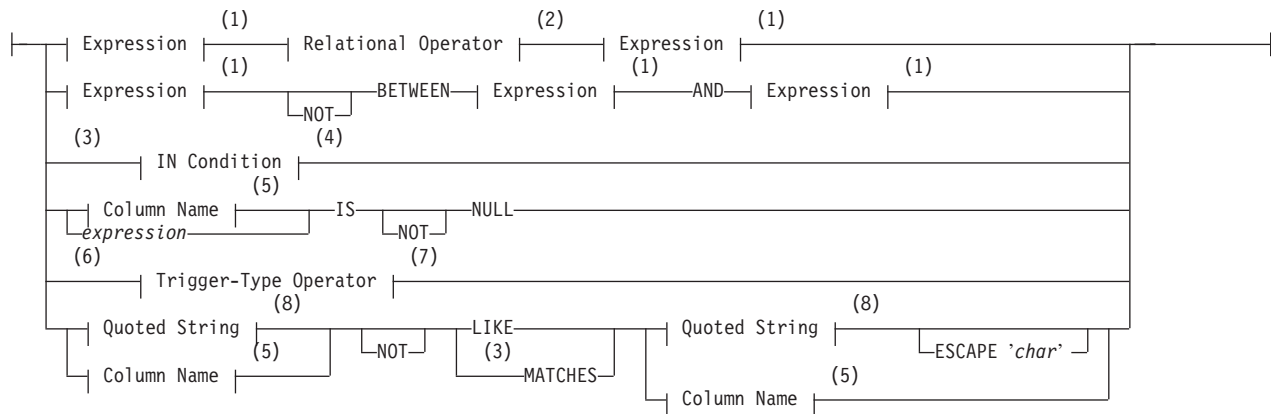 (1) (2) (1)
Expression Relational Operator Expression
(1) (1) (1)
Expression BETWEEN Expression AND Expression
NOT
(3) (4)
IN Condition
(5)
Column Name IS NULL
expression NOT
(6) (7)
Trigger-Type Operator
(8) (8)
Quoted String LIKE Quoted String
(5) NOT (3) ESCAPE 'char'
Column Name MATCHES (5)
Column Name